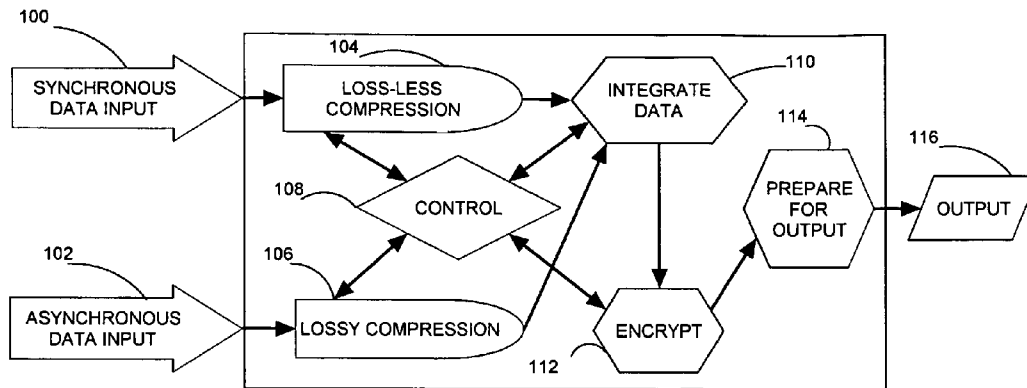 100
SYNCHRONOUS
DATA INPUT
104
LOSS-LESS
COMPRESSION
INTEGRATE
DATA
110
114
PREPARE
FOR
OUTPUT
116
OUTPUT
108
CONTROL
102
ASYNCHRONOUS
DATA INPUT
106
LOSSY COMPRESSION
ENCRYPT
112